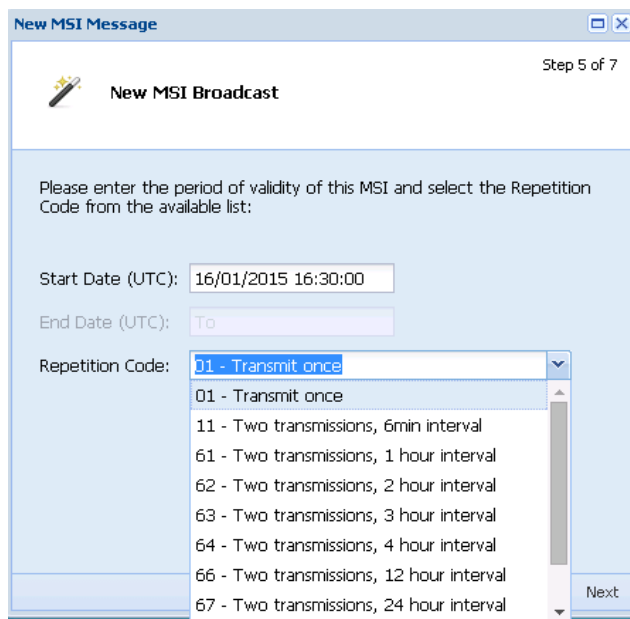 New MSI Message
Step 5 of 7
New MSI Broadcast
Please enter the period of validity of this MSI and select the Repetition
Code from the available list:
Start Date (UTC): 16/01/2015 16:30:00
End Date (UTC): To
Repetition Code: 01 - Transmit once
01 - Transmit once
11 - Two transmissions, 6min interval
61 - Two transmissions, 1 hour interval
62 - Two transmissions, 2 hour interval
63 - Two transmissions, 3 hour interval
64 - Two transmissions, 4 hour interval
66 - Two transmissions, 12 hour interval
67 - Two transmissions, 24 hour interval
Next